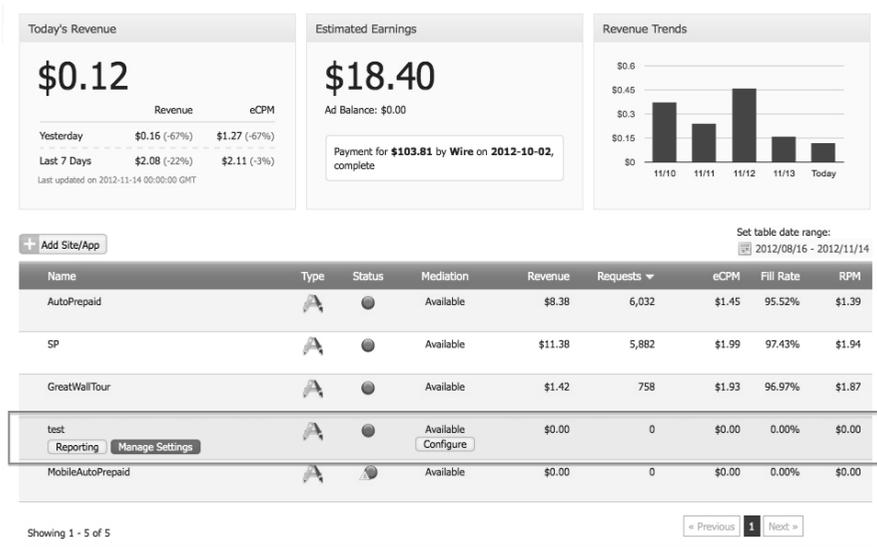 Today's Revenue
$0.12
Revenue eCPM
Yesterday $0.16 (-67%) $1.27 (-67%)
Last 7 Days $2.08 (-22%) $2.11 (-3%)
Last updated on 2012-11-14 00:00:00 GMT
Estimated Earnings
$18.40
Ad Balance: $0.00
Payment for $103.81 by Wire on 2012-10-02,
complete
Revenue Trends
$0.6
$0.45
$0.3
$0.15
$0
11/10 11/11 11/12 11/13 Today
Add Site/App
Set table date range:
2012/08/16 - 2012/11/14
Name Type Status Mediation Revenue Requests eCPM Fill Rate RPM
AutoPrepaid Available $8.38 6,032 $1.45 95.52% $1.39
SP Available $11.38 5,882 $1.99 97.43% $1.94
GreatWallTour Available $1.42 758 $1.93 96.97% $1.87
test Available $0.00 0 $0.00 0.00% $0.00
Reporting Manage Settings Configure
MobileAutoPrepaid Available $0.00 0 $0.00 0.00% $0.00
Showing 1 - 5 of 5
« Previous 1 Next »